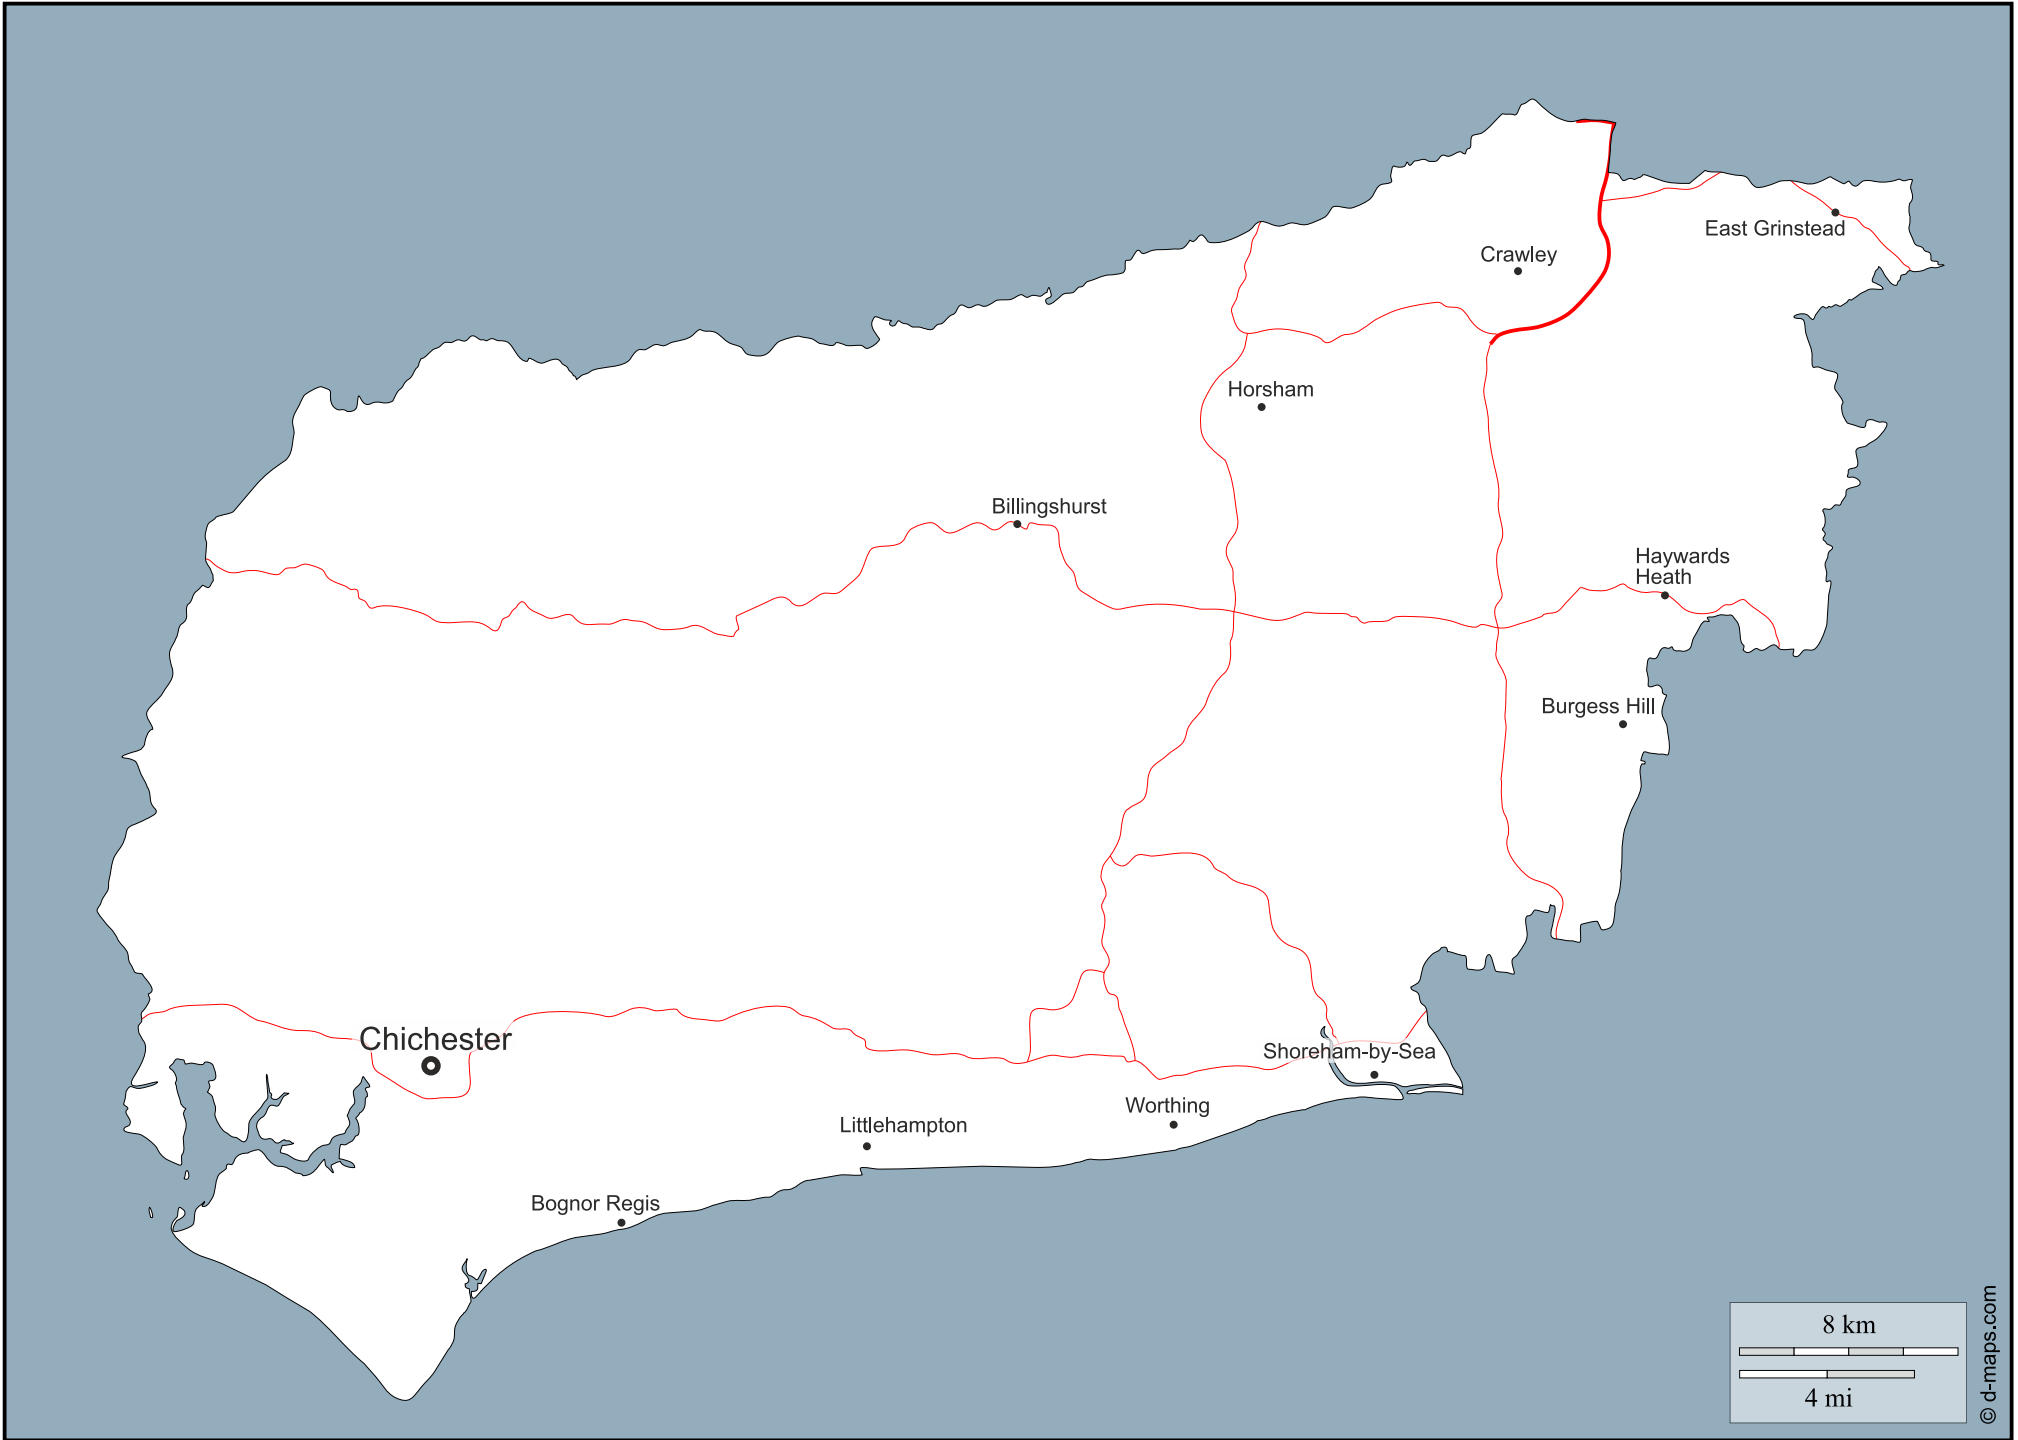 East Grinstead
Crawley
Horsham
Billingshurst
Haywards
Heath
Burgess Hill
Chichester
Shoreham-by-Sea
Worthing
Littlehampton
Bognor Regis
8 km
4 mi
© d-maps.com